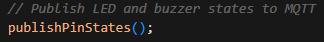 // Publish LED and buzzer states to MQTT
publishPinStates();